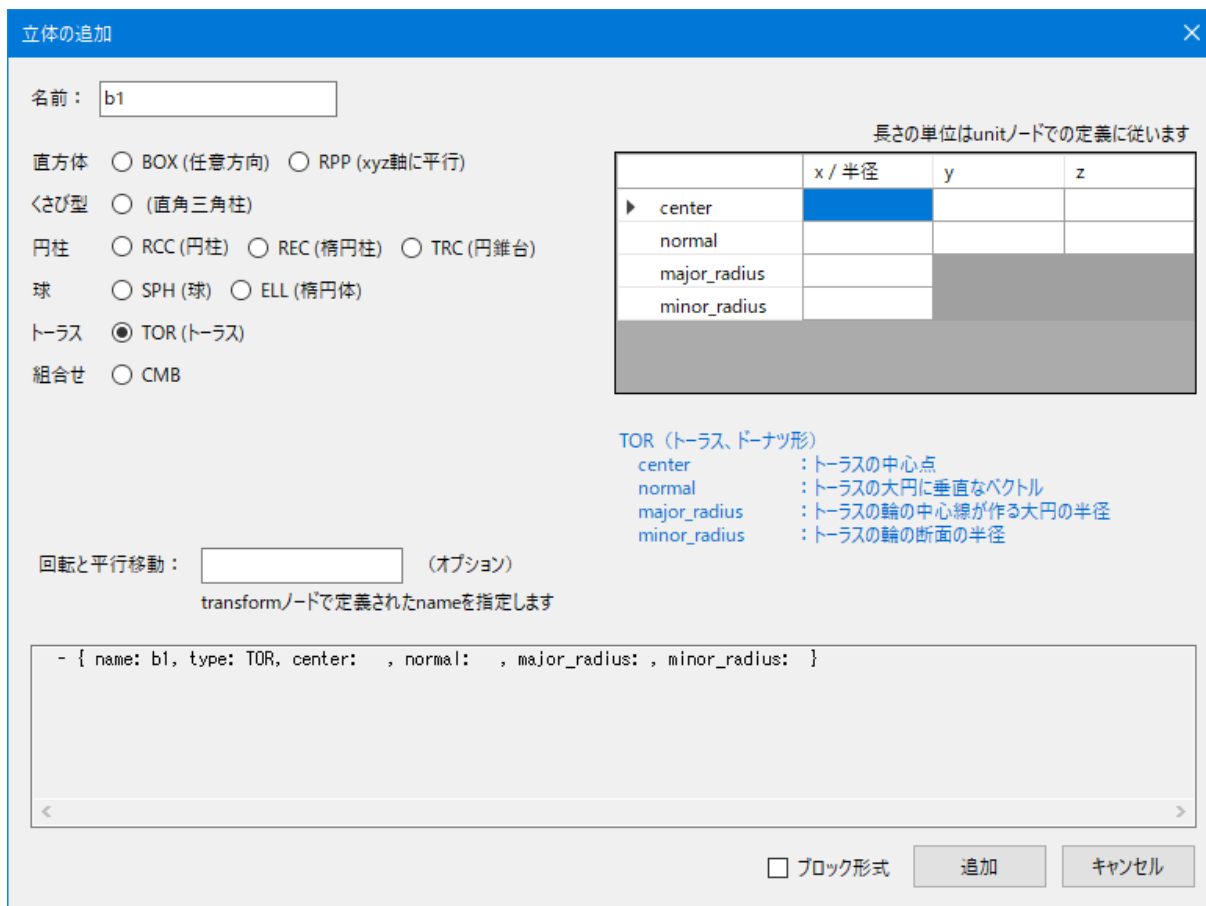 立体の追加
名前： b1
長さの単位はunitノードでの定義に従います
直方体 BOX (任意方向) RPP (xyz軸に平行)
くさび型 (直角三角柱)
円柱 RCC (円柱) REC (楕円柱) TRC (円錐台)
球 SPH (球) ELL (楕円体)
トーラス TOR (トーラス)
組合せ CMB
x / 半径 y z
center
normal
major_radius
minor_radius
TOR（トーラス、ドーナツ形）
center ：トーラスの中心点
normal ：トーラスの大円に垂直なベクトル
major_radius ：トーラスの輪の中心線が作る大円の半径
minor_radius ：トーラスの輪の断面の半径
回転と平行移動： （オプション）
transformノードで定義されたnameを指定します
- { name: b1, type: TOR, center:   , normal:   , major_radius: , minor_radius:  }
ブロック形式 追加 キャンセル